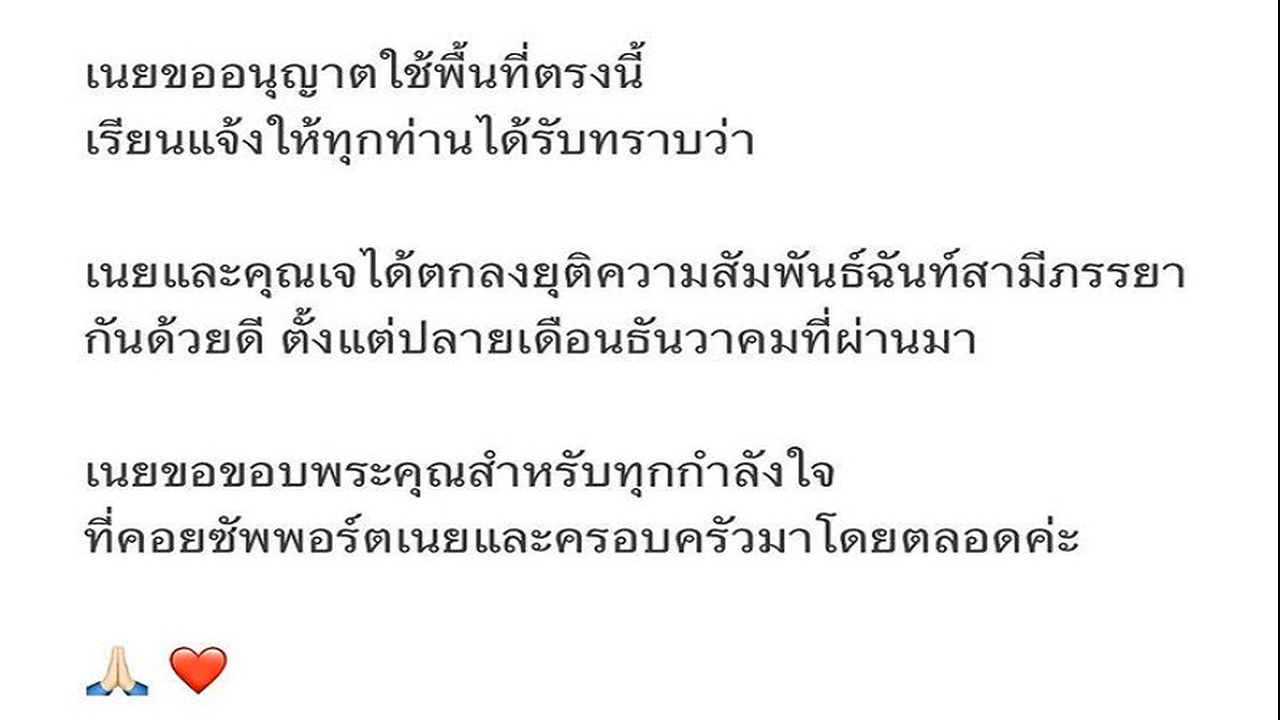 เนยขออนุญาตใช้พื้นที่ตรงนี้
เรียนแจ้งให้ทุกท่านได้รับทราบว่า
เนยและคุณเจได้ตกลงยุติความสัมพันธ์ฉันท์สามีภรรยา
กันด้วยดี ตั้งแต่ปลายเดือนธันวาคมที่ผ่านมา
เนยขอขอบพระคุณสำหรับทุกกำลังใจ
ที่คอยซัพพอร์ตเนยและครอบครัวมาโดยตลอดค่ะ
🙏🏻 ❤️